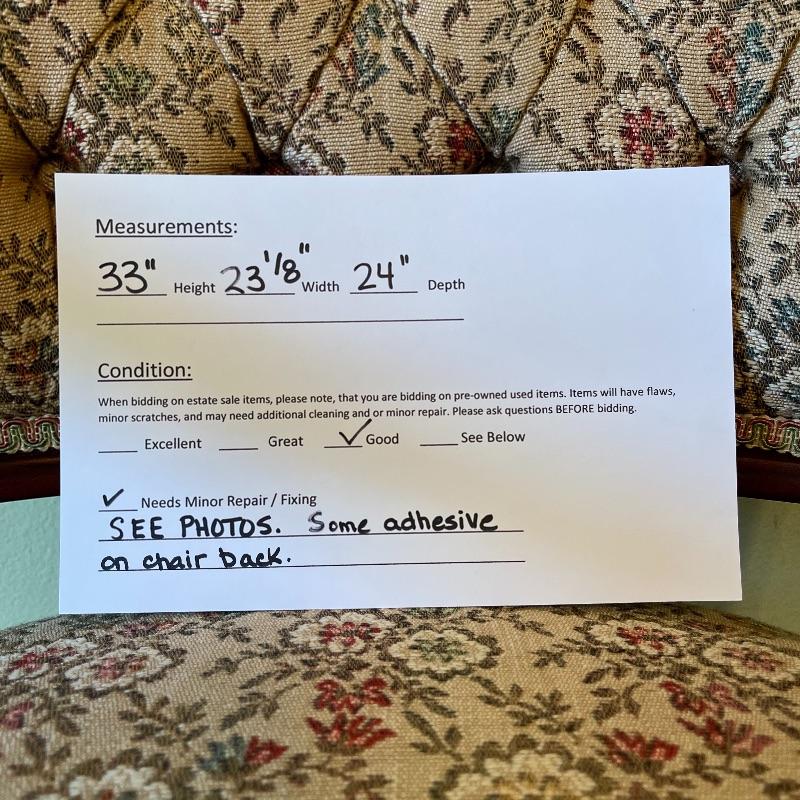 Measurements:
33" Height 23 1/8" Width 24" Depth
Condition:
When bidding on estate sale items, please note, that you are bidding on pre-owned used items. Items will have flaws,
minor scratches, and may need additional cleaning and or minor repair. Please ask questions BEFORE bidding.
____ Excellent ____ Great _✓_ Good ____ See Below
_✓_ Needs Minor Repair / Fixing
SEE PHOTOS. Some adhesive
on chair back.